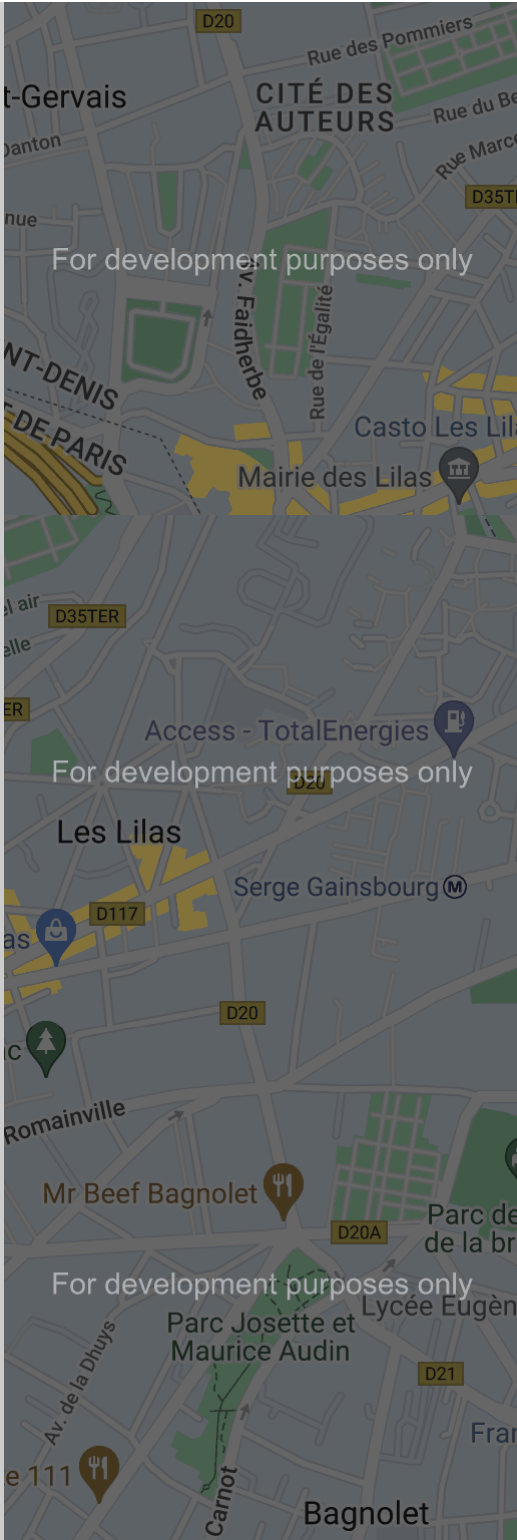 D20
Rue des Pommiers
t-Gervais
CITÉ DES
AUTEURS
Rue du Be
Danton
Rue Marce
D35TE
nue
For development purposes only
Av. Faidherbe
Rue de l'Égalité
NT-DENIS
T DE PARIS
Casto Les Lila
Mairie des Lilas
el air
D35TER
elle
ER
Access - TotalEnergies
For development purposes only
D20
Les Lilas
Serge Gainsbourg M
D117
as
D20
c
Romainville
Mr Beef Bagnolet
D20A
Parc de
de la br
For development purposes only
Lycée Eugèn
Parc Josette et
Maurice Audin
Av. de la Dhuys
D21
Fran
e 111
Carnot
Bagnolet